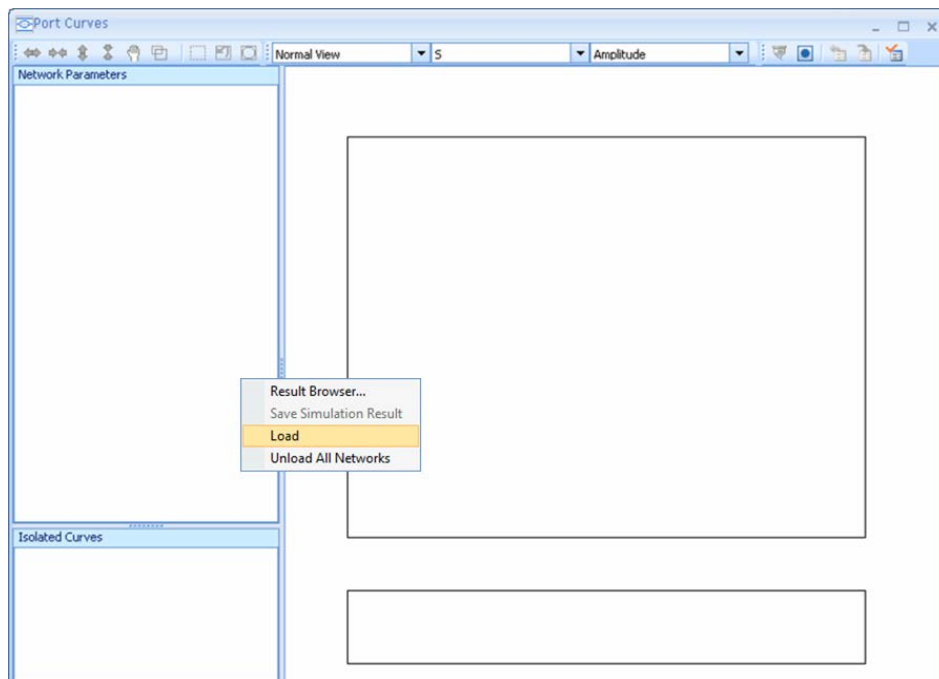 Port Curves
Normal View S Amplitude
Network Parameters
Result Browser...
Save Simulation Result
Load
Unload All Networks
Isolated Curves